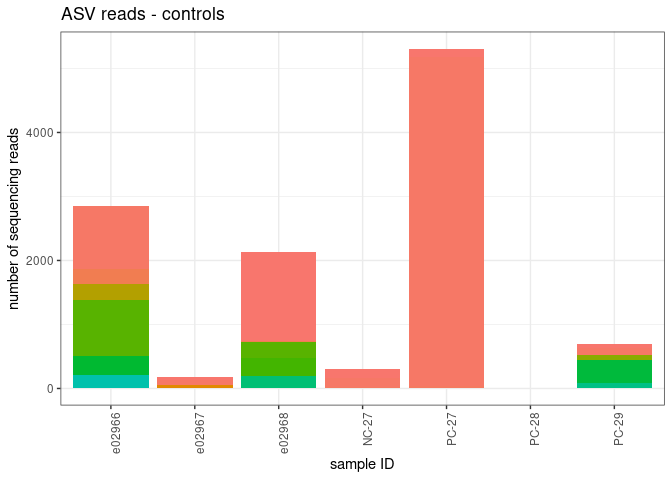 ASV reads - controls
number of sequencing reads
4000
2000
0
e02966
e02967
e02968
NC-27
PC-27
PC-28
PC-29
sample ID